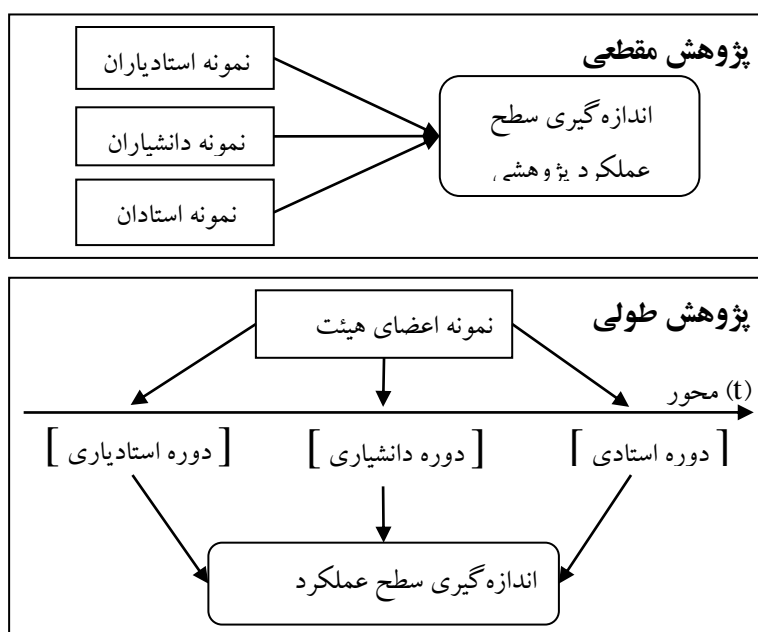 پژوهش مقطعی
نمونه استادیاران
نمونه دانشیاران
نمونه استادان
اندازه‌گیری سطح
عملکرد پژوهشی
پژوهش طولی
نمونه اعضای هیئت
محور (t)
[ دوره استادی ]
[ دوره دانشیاری ]
[ دوره استادیاری ]
اندازه‌گیری سطح عملکرد